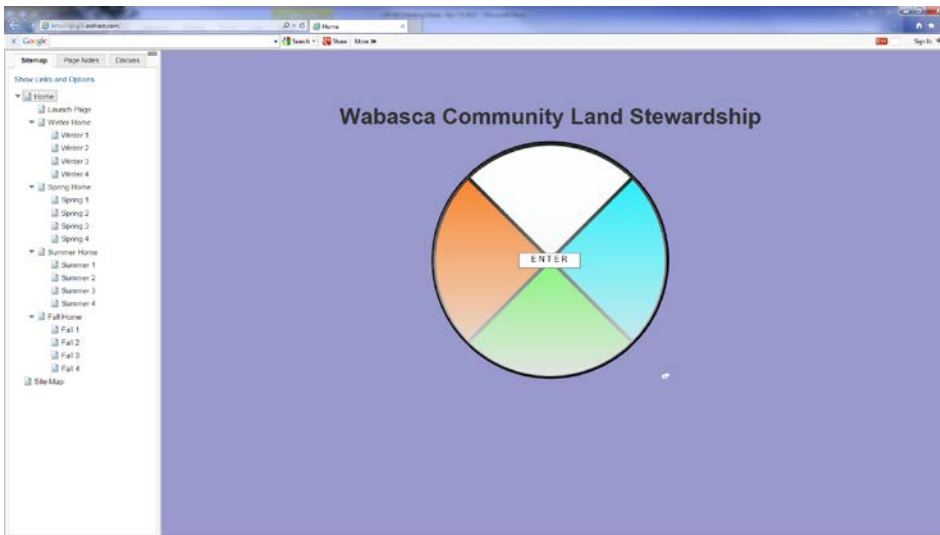 Home
Google
Search
Share
More
Sign In
Sitemap Page Notes Discuss
Show Links and Options
Home
Launch Page
Winter Home
Winter 1
Winter 2
Winter 3
Winter 4
Spring Home
Spring 1
Spring 2
Spring 3
Spring 4
Summer Home
Summer 1
Summer 2
Summer 3
Summer 4
Fall Home
Fall 1
Fall 2
Fall 3
Fall 4
Site Map
Wabasca Community Land Stewardship
ENTER